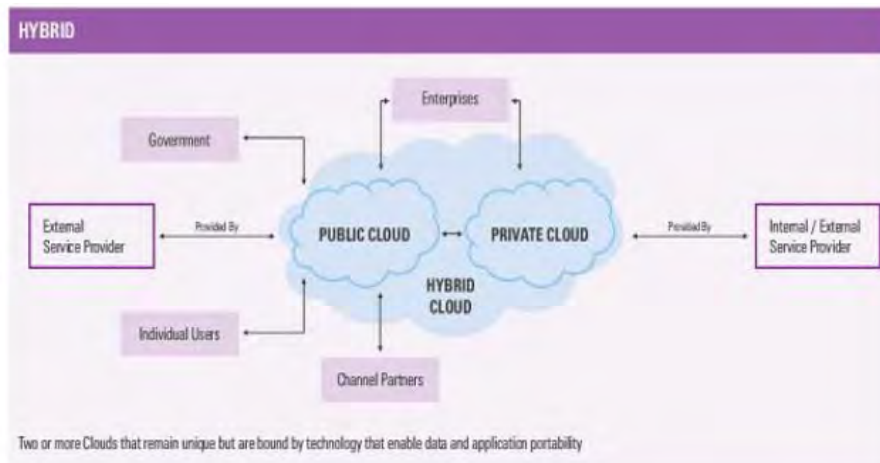 HYBRID
Enterprises
Government
External
Service Provider
Provided By
PUBLIC CLOUD
PRIVATE CLOUD
Provided By
Internal / External
Service Provider
HYBRID
CLOUD
Individual Users
Channel Partners
Two or more Clouds that remain unique but are bound by technology that enable data and application portability